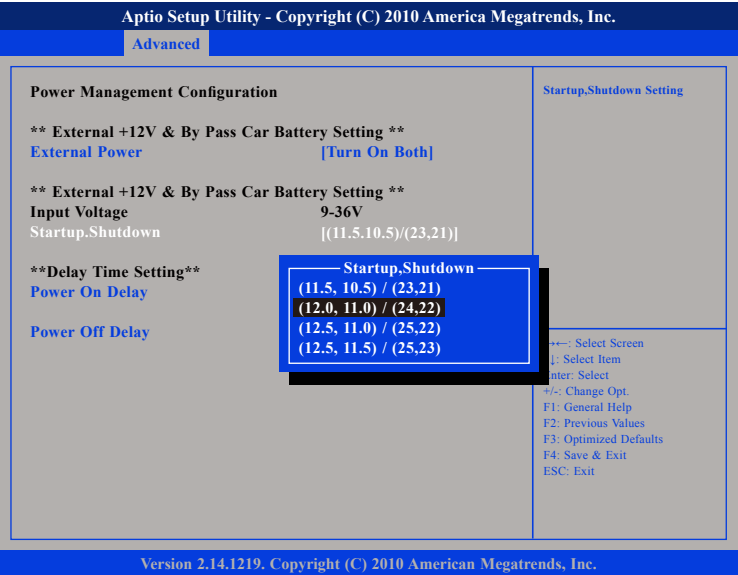 Aptio Setup Utility - Copyright (C) 2010 America Megatrends, Inc.
Advanced
Power Management Configuration
** External +12V & By Pass Car Battery Setting **
External Power [Turn On Both]
** External +12V & By Pass Car Battery Setting **
Input Voltage 9-36V
Startup.Shutdown [(11.5.10.5)/(23,21)]
**Delay Time Setting**
Power On Delay
Power Off Delay
Startup,Shutdown
(11.5, 10.5) / (23,21)
(12.0, 11.0) / (24,22)
(12.5, 11.0) / (25,22)
(12.5, 11.5) / (25,23)
Startup,Shutdown Setting
→←: Select Screen
↓: Select Item
Enter: Select
+/-: Change Opt.
F1: General Help
F2: Previous Values
F3: Optimized Defaults
F4: Save & Exit
ESC: Exit
Version 2.14.1219. Copyright (C) 2010 American Megatrends, Inc.